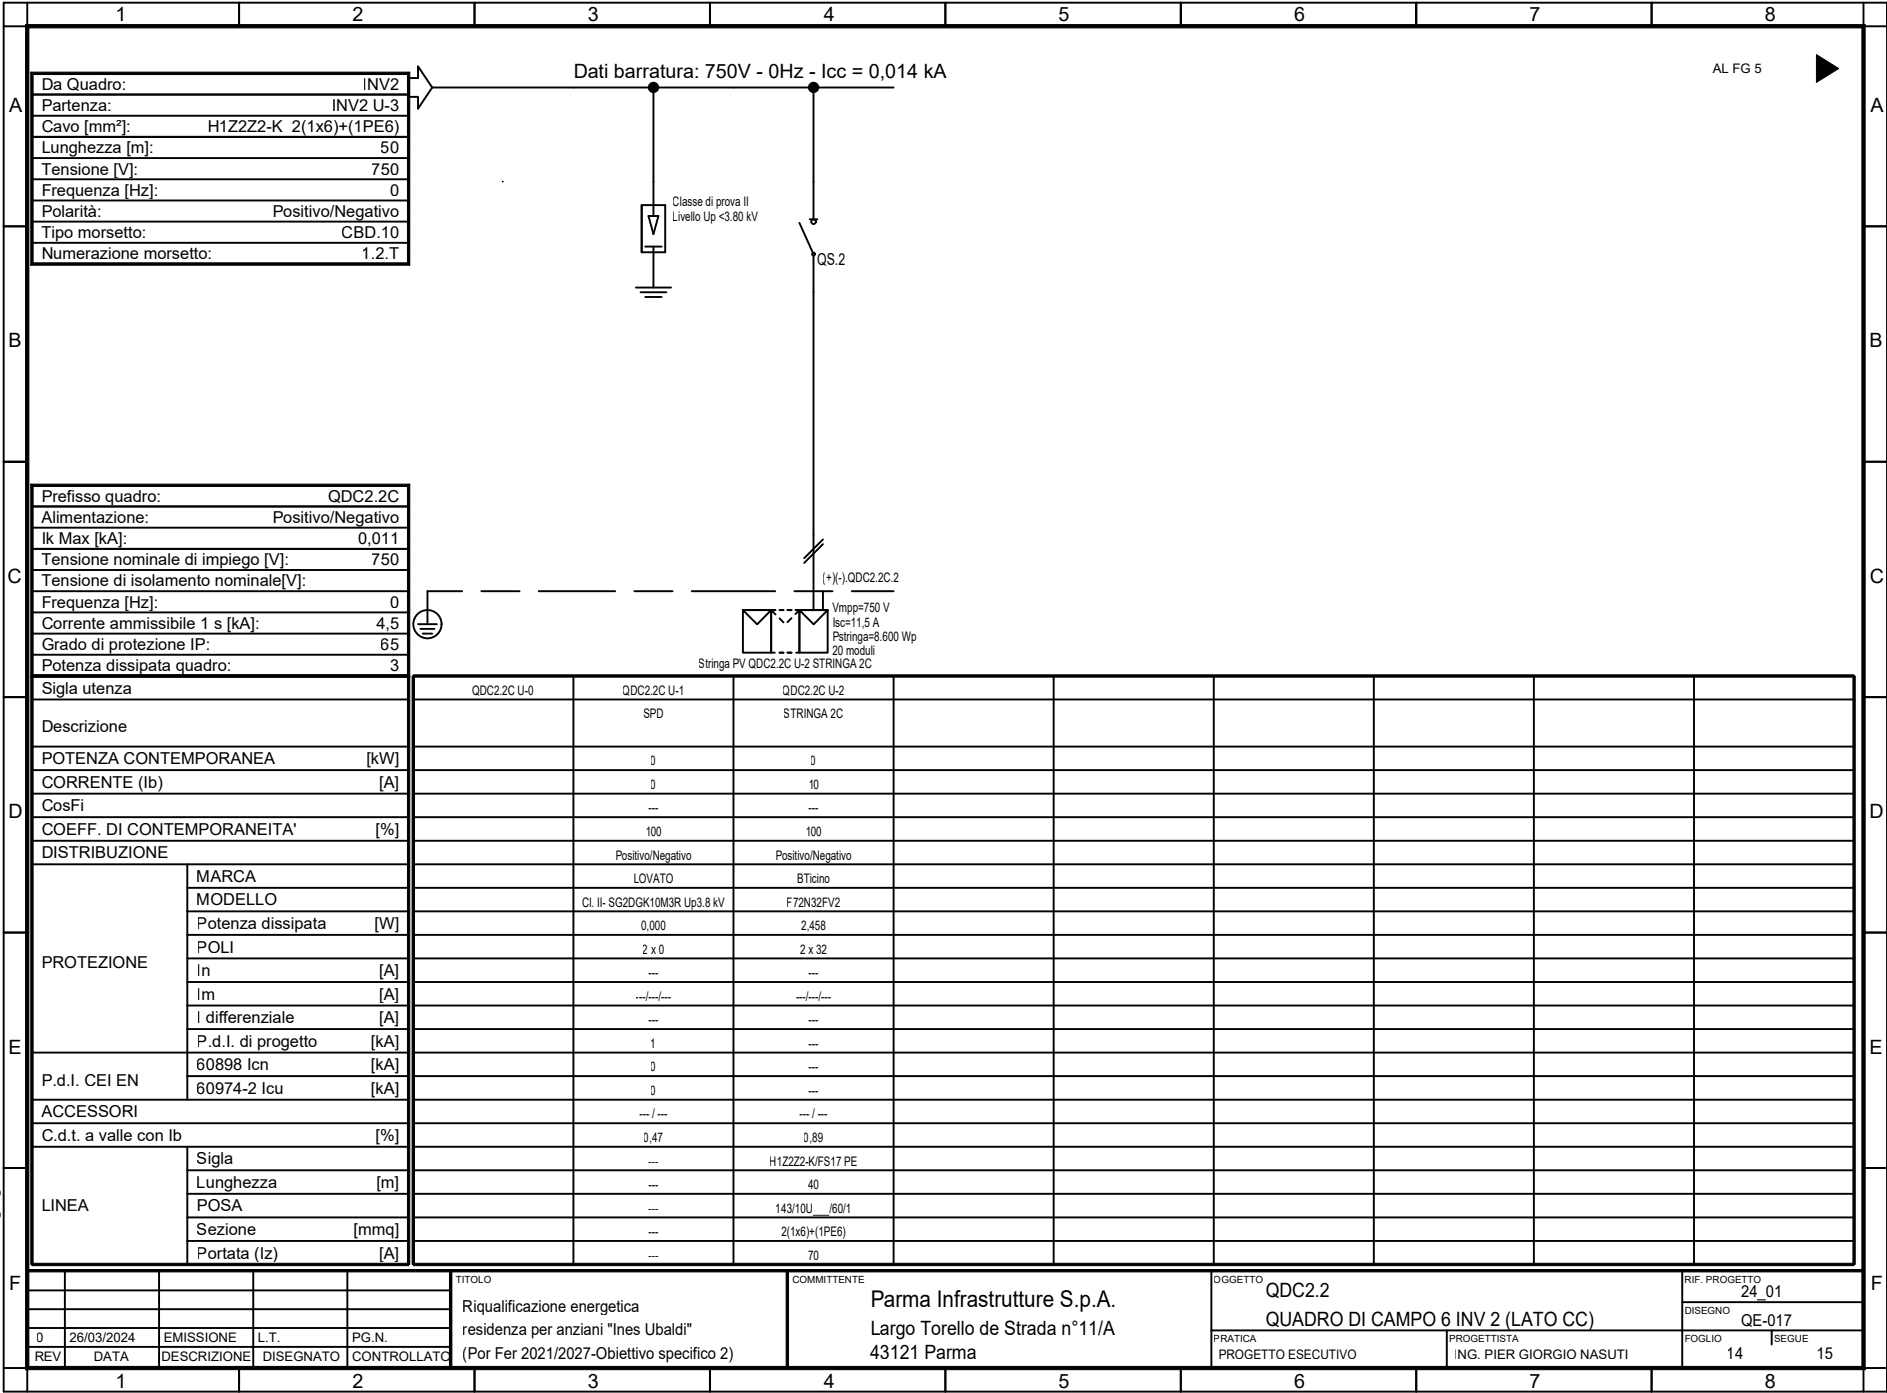 1 2 3 4 5 6 7 8
A A
B B
C C
D D
E E
F F
Dati barratura: 750V - 0Hz - Icc = 0,014 kA
AL FG 5
Da Quadro: INV2
Partenza: INV2 U-3
Cavo [mm²]: H1Z2Z2-K 2(1x6)+(1PE6)
Lunghezza [m]: 50
Tensione [V]: 750
Frequenza [Hz]: 0
Polarità: Positivo/Negativo
Tipo morsetto: CBD.10
Numerazione morsetto: 1.2.T
Classe di prova II
Livello Up <3.80 kV
QS.2
Prefisso quadro: QDC2.2C
Alimentazione: Positivo/Negativo
Ik Max [kA]: 0,011
Tensione nominale di impiego [V]: 750
Tensione di isolamento nominale[V]:
Frequenza [Hz]: 0
Corrente ammissibile 1 s [kA]: 4,5
Grado di protezione IP: 65
Potenza dissipata quadro: 3
(+)(-).QDC2.2C.2
Vmpp=750 V
Isc=11,5 A
Pstringa=8.600 Wp
20 moduli
Stringa PV QDC2.2C U-2 STRINGA 2C
Sigla utenza QDC2.2C U-0 QDC2.2C U-1 QDC2.2C U-2
Descrizione SPD STRINGA 2C
POTENZA CONTEMPORANEA [kW] 0 0
CORRENTE (Ib) [A] 0 10
CosFi --- ---
COEFF. DI CONTEMPORANEITA' [%] 100 100
DISTRIBUZIONE Positivo/Negativo Positivo/Negativo
PROTEZIONE
MARCA LOVATO BTicino
MODELLO Cl. II- SG2DGK10M3R Up3.8 kV F72N32FV2
Potenza dissipata [W] 0,000 2,458
POLI 2 x 0 2 x 32
In [A] --- ---
Im [A] ---/---/--- ---/---/---
I differenziale [A] --- ---
P.d.I. di progetto [kA] 1 ---
P.d.I. CEI EN
60898 Icn [kA] 0 ---
60974-2 Icu [kA] 0 ---
ACCESSORI --- / --- --- / ---
C.d.t. a valle con Ib [%] 0,47 0,89
LINEA
Sigla --- H1Z2Z2-K/FS17 PE
Lunghezza [m] --- 40
POSA --- 143/10U___/60/1
Sezione [mmq] --- 2(1x6)+(1PE6)
Portata (Iz) [A] --- 70
0 26/03/2024 EMISSIONE L.T. PG.N.
REV DATA DESCRIZIONE DISEGNATO CONTROLLATO
TITOLO
Riqualificazione energetica
residenza per anziani "Ines Ubaldi"
(Por Fer 2021/2027-Obiettivo specifico 2)
COMMITTENTE
Parma Infrastrutture S.p.A.
Largo Torello de Strada n°11/A
43121 Parma
OGGETTO
QDC2.2
QUADRO DI CAMPO 6 INV 2 (LATO CC)
PRATICA
PROGETTO ESECUTIVO
PROGETTISTA
ING. PIER GIORGIO NASUTI
RIF. PROGETTO
24_01
DISEGNO
QE-017
FOGLIO SEGUE
14 15
1 2 3 4 5 6 7 8